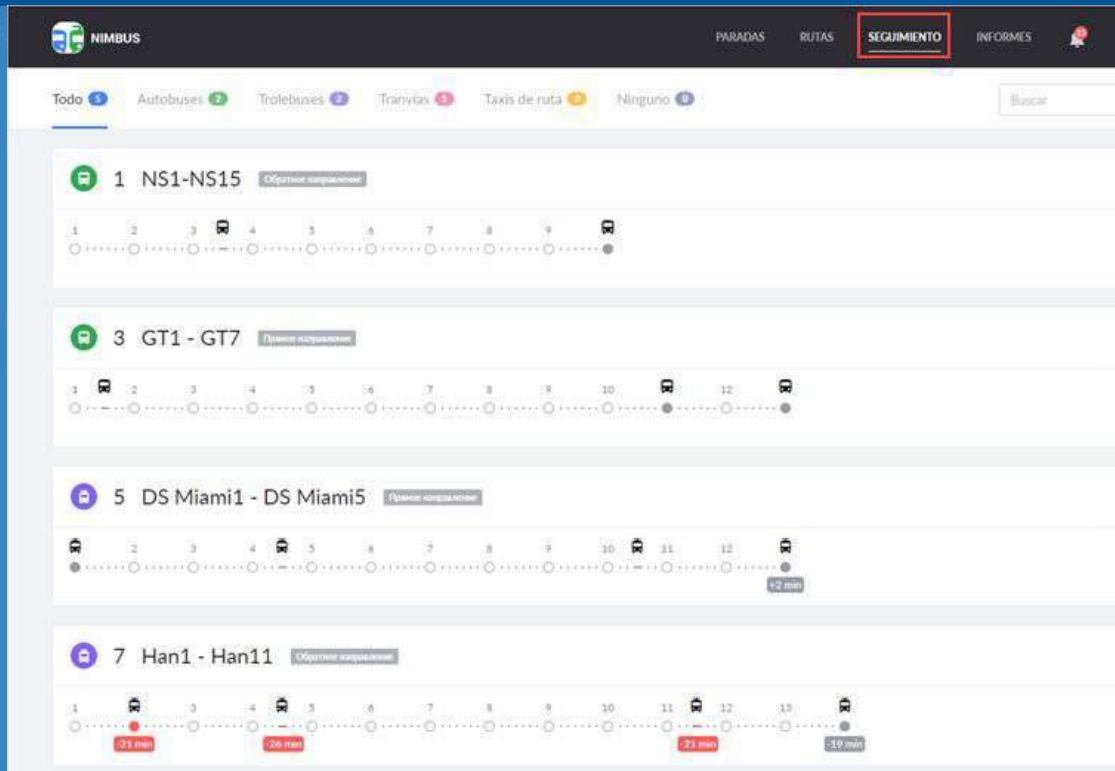 NIMBUS PARADAS RUTAS SEGUIMIENTO INFORMES
Todo 5 Autobuses 2 Trolebuses 2 Tranvías 1 Taxis de ruta 0 Ninguno 0 Buscar
1 NS1-NS15 Обратное направление
1 2 3 4 5 6 7 8 9
3 GT1 - GT7 Прямое направление
1 2 3 4 5 6 7 8 9 10 12
5 DS Miami1 - DS Miami5 Прямое направление
2 3 4 5 6 7 8 9 10 11 12
+2 min
7 Han1 - Han11 Обратное направление
1 3 4 5 6 7 8 9 10 11 12 13
-21 min -26 min -21 min -19 min